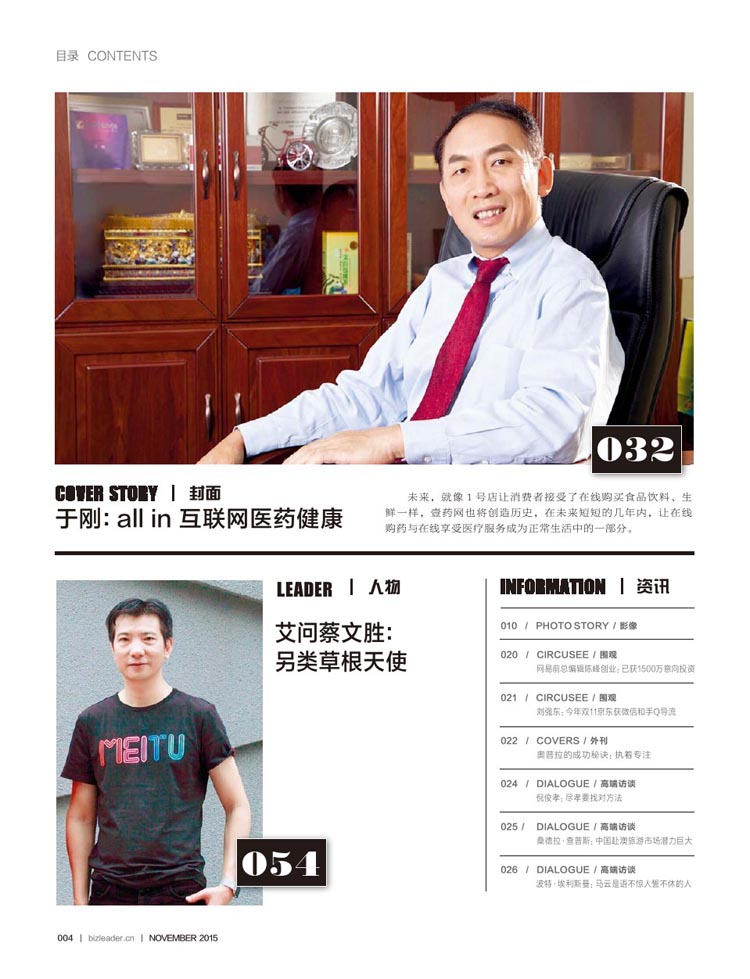 目录 CONTENTS
032
COVER STORY | 封面
于刚: all in 互联网医药健康
未来，就像 1 号店让消费者接受了在线购买食品饮料、生
鲜一样，壹药网也将创造历史，在未来短短的几年内，让在线
购药与在线享受医疗服务成为正常生活中的一部分。
LEADER | 人物
艾问蔡文胜:
另类草根天使
MEITU
054
INFORMATION | 资讯
010 / PHOTO STORY / 影像
020 / CIRCUSEE / 围观
网易前总编辑陈峰创业: 已获1500万意向投资
021 / CIRCUSEE / 围观
刘强东: 今年双11京东获微信和手Q导流
022 / COVERS / 外刊
奥普拉的成功秘诀: 执着专注
024 / DIALOGUE / 高端访谈
倪俊孝: 尽孝要找对方法
025 / DIALOGUE / 高端访谈
桑德拉·查普斯: 中国赴澳旅游市场潜力巨大
026 / DIALOGUE / 高端访谈
波特·埃利斯曼: 马云是语不惊人誓不休的人
004 | bizleader.cn | NOVEMBER 2015